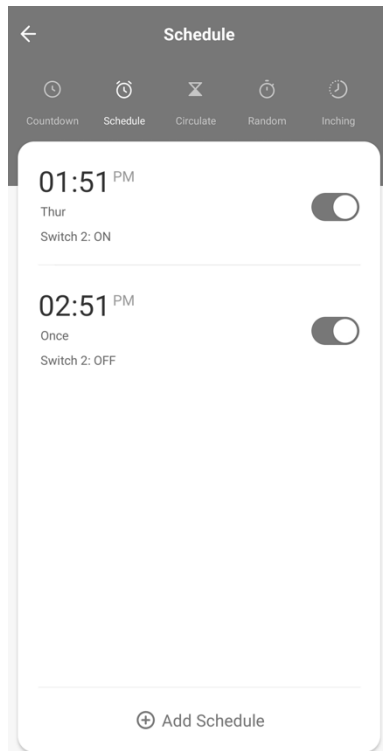 Schedule
Countdown Schedule Circulate Random Inching
01:51 PM
Thur
Switch 2: ON
02:51 PM
Once
Switch 2: OFF
Add Schedule